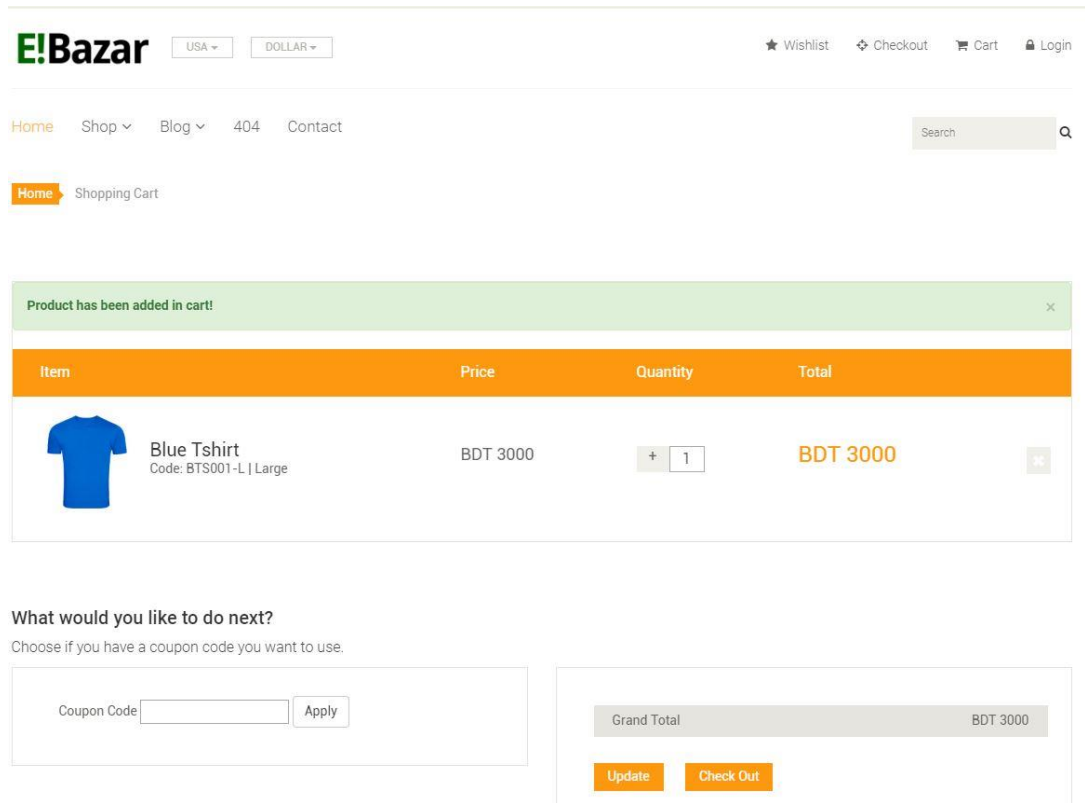 E!Bazar USA DOLLAR Wishlist Checkout Cart Login
Home Shop Blog 404 Contact Search
Home Shopping Cart
Product has been added in cart! ×
Item Price Quantity Total
Blue Tshirt BDT 3000 + 1 BDT 3000
Code: BTS001-L | Large
What would you like to do next?
Choose if you have a coupon code you want to use.
Coupon Code Apply
Grand Total BDT 3000
Update Check Out